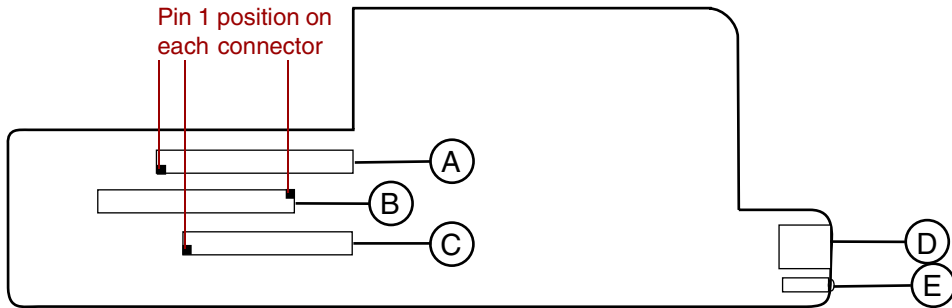 Pin 1 position on
each connector
A
B
C
D
E